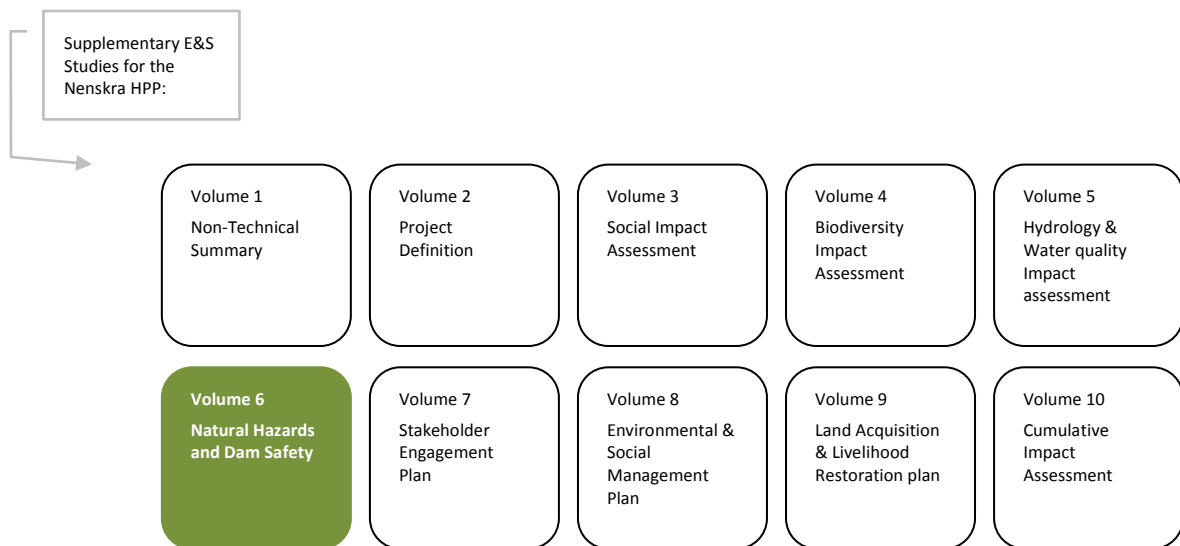 Supplementary E&S
Studies for the
Nenskra HPP:
Volume 1
Non-Technical
Summary
Volume 2
Project
Definition
Volume 3
Social Impact
Assessment
Volume 4
Biodiversity
Impact
Assessment
Volume 5
Hydrology &
Water quality
Impact
assessment
Volume 6
Natural Hazards
and Dam Safety
Volume 7
Stakeholder
Engagement
Plan
Volume 8
Environmental &
Social
Management
Plan
Volume 9
Land Acquisition
& Livelihood
Restoration plan
Volume 10
Cumulative
Impact
Assessment